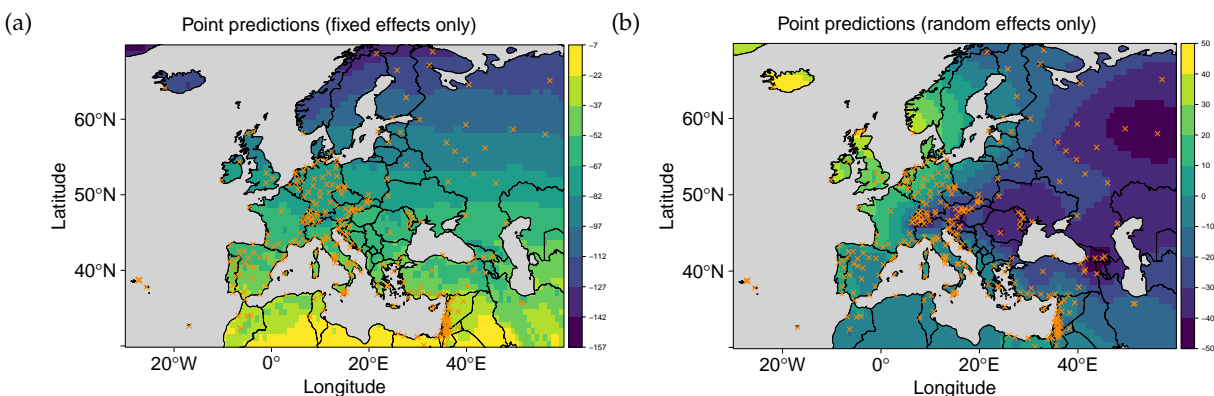 (a)
Point predictions (fixed effects only)
60°N
50°N
40°N
Latitude
20°W
0°
20°E
40°E
Longitude
-7
-22
-37
-52
-67
-82
-97
-112
-127
-142
-157
(b)
Point predictions (random effects only)
60°N
50°N
40°N
Latitude
20°W
0°
20°E
40°E
Longitude
50
40
30
20
10
0
-10
-20
-30
-40
-50